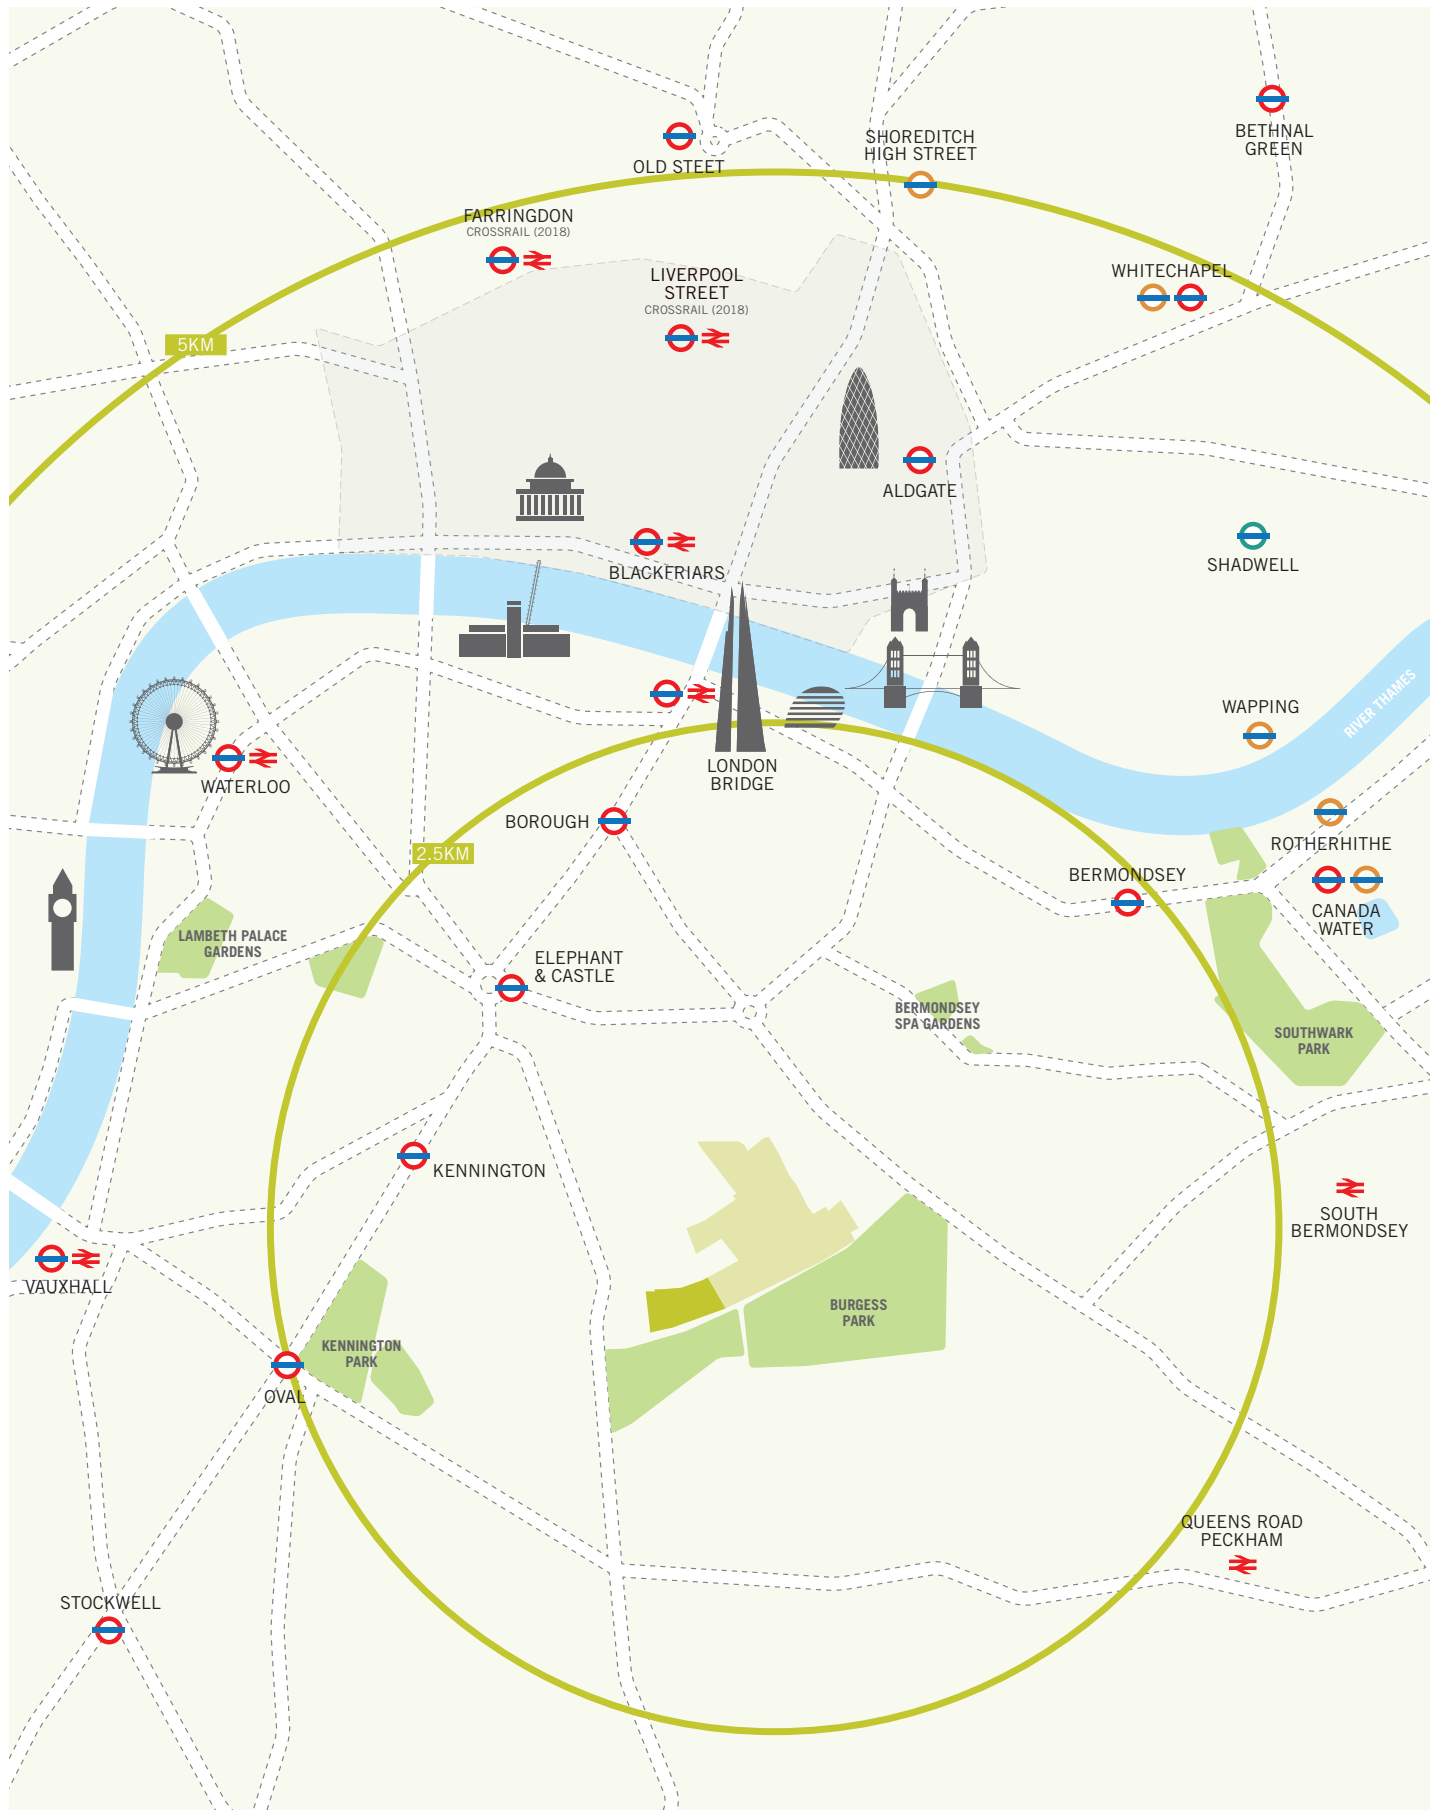 BETHNAL
GREEN
SHOREDITCH
HIGH STREET
OLD STEET
FARRINGDON
CROSSRAIL (2018)
LIVERPOOL
STREET
CROSSRAIL (2018)
WHITECHAPEL
5KM
ALDGATE
SHADWELL
BLACKFRIARS
RIVER THAMES
WAPPING
WATERLOO
LONDON
BRIDGE
BOROUGH
2.5KM
ROTHERHITHE
BERMONDSEY
CANADA
WATER
LAMBETH PALACE
GARDENS
ELEPHANT
& CASTLE
BERMONDSEY
SPA GARDENS
SOUTHWARK
PARK
KENNINGTON
SOUTH
BERMONDSEY
VAUXHALL
BURGESS
PARK
KENNINGTON
PARK
OVAL
QUEENS ROAD
PECKHAM
STOCKWELL